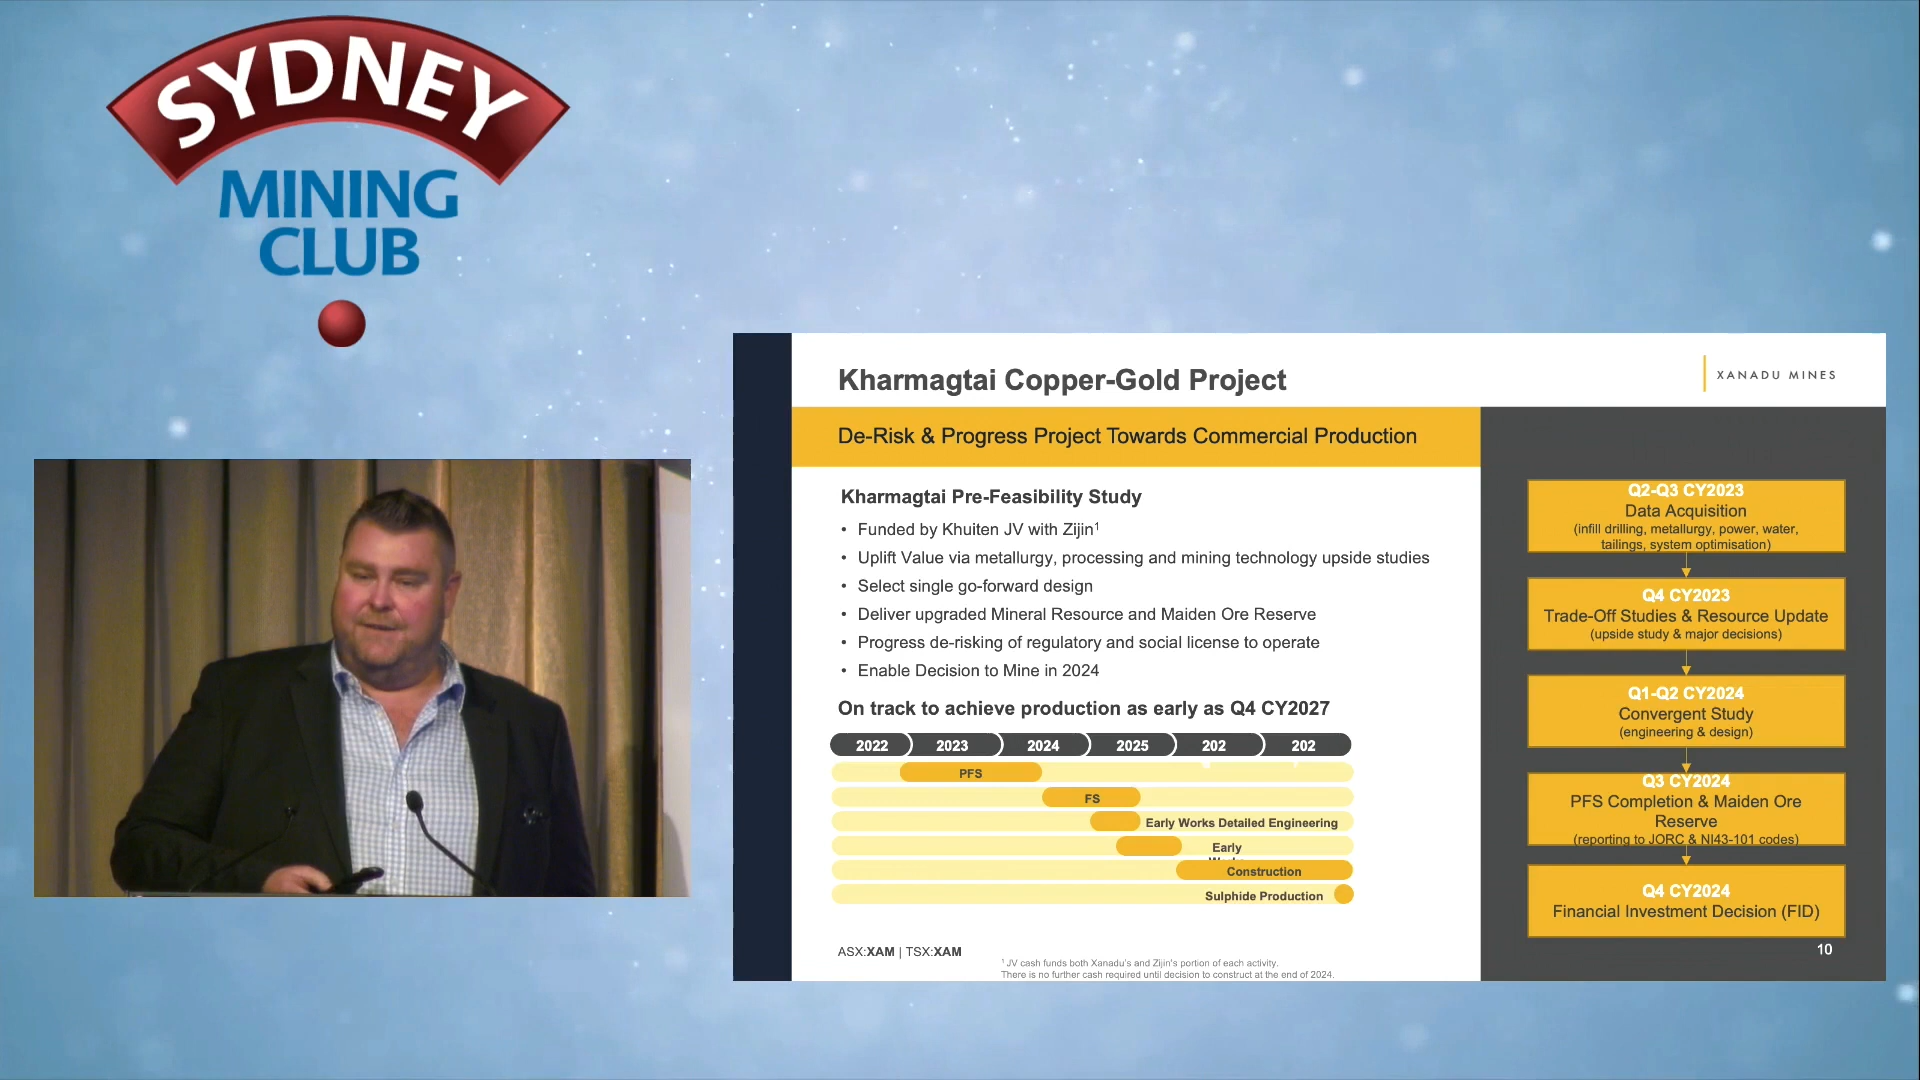 SYDNEY
MINING
CLUB
Kharmagtai Copper-Gold Project
XANADU MINES
De-Risk & Progress Project Towards Commercial Production
Kharmagtai Pre-Feasibility Study
• Funded by Khuiten JV with Zijin¹
• Uplift Value via metallurgy, processing and mining technology upside studies
• Select single go-forward design
• Deliver upgraded Mineral Resource and Maiden Ore Reserve
• Progress de-risking of regulatory and social license to operate
• Enable Decision to Mine in 2024
On track to achieve production as early as Q4 CY2027
2022 2023 2024 2025 202 202
PFS
FS
Early Works Detailed Engineering
Early
Construction
Sulphide Production
ASX:XAM | TSX:XAM
¹ JV cash funds both Xanadu's and Zijin's portion of each activity.
There is no further cash required until decision to construct at the end of 2024.
Q2-Q3 CY2023
Data Acquisition
(infill drilling, metallurgy, power, water,
tailings, system optimisation)
Q4 CY2023
Trade-Off Studies & Resource Update
(upside study & major decisions)
Q1-Q2 CY2024
Convergent Study
(engineering & design)
Q3 CY2024
PFS Completion & Maiden Ore
Reserve
(reporting to JORC & NI43-101 codes)
Q4 CY2024
Financial Investment Decision (FID)
10